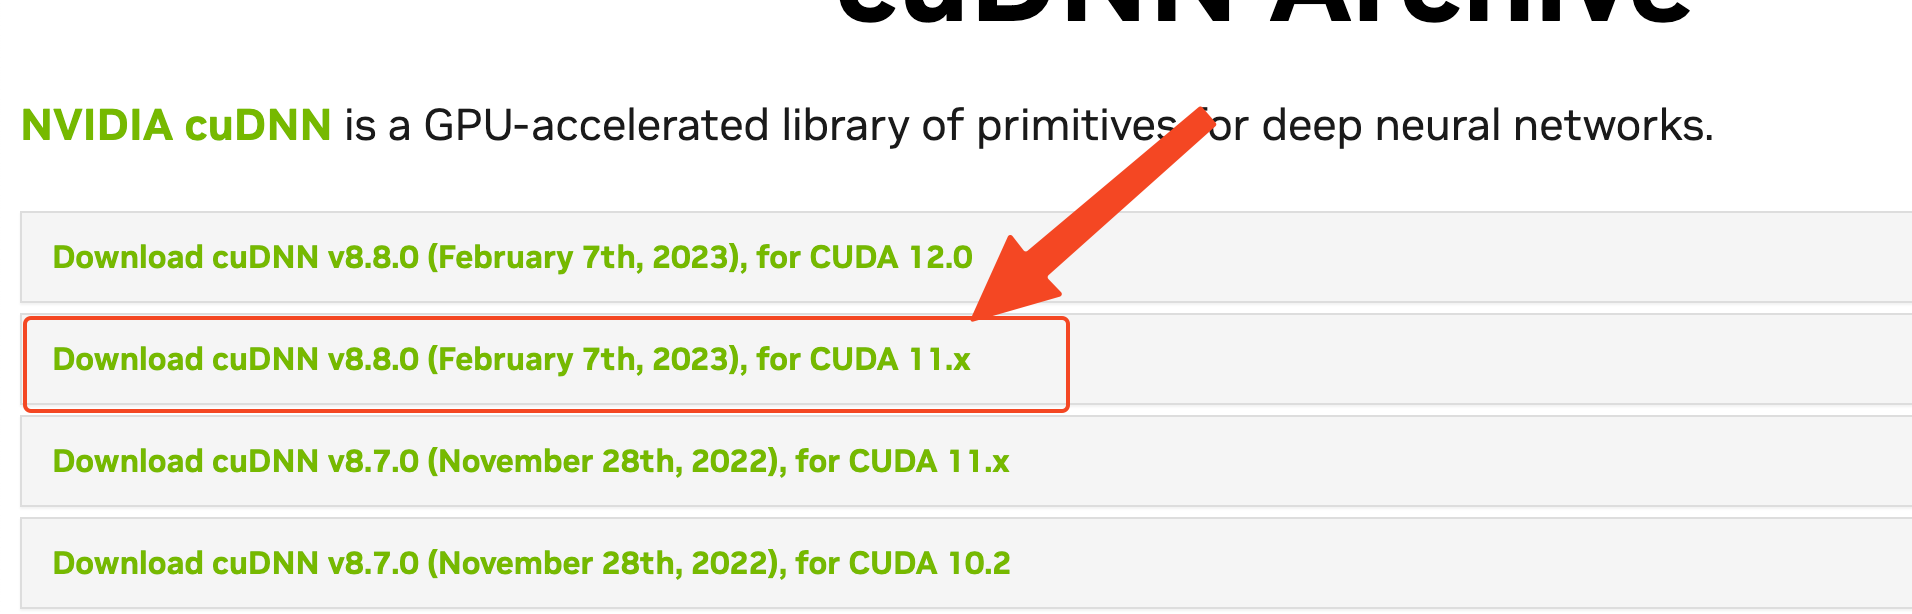 cuDNN Archive
NVIDIA cuDNN is a GPU-accelerated library of primitives for deep neural networks.
Download cuDNN v8.8.0 (February 7th, 2023), for CUDA 12.0
Download cuDNN v8.8.0 (February 7th, 2023), for CUDA 11.x
Download cuDNN v8.7.0 (November 28th, 2022), for CUDA 11.x
Download cuDNN v8.7.0 (November 28th, 2022), for CUDA 10.2